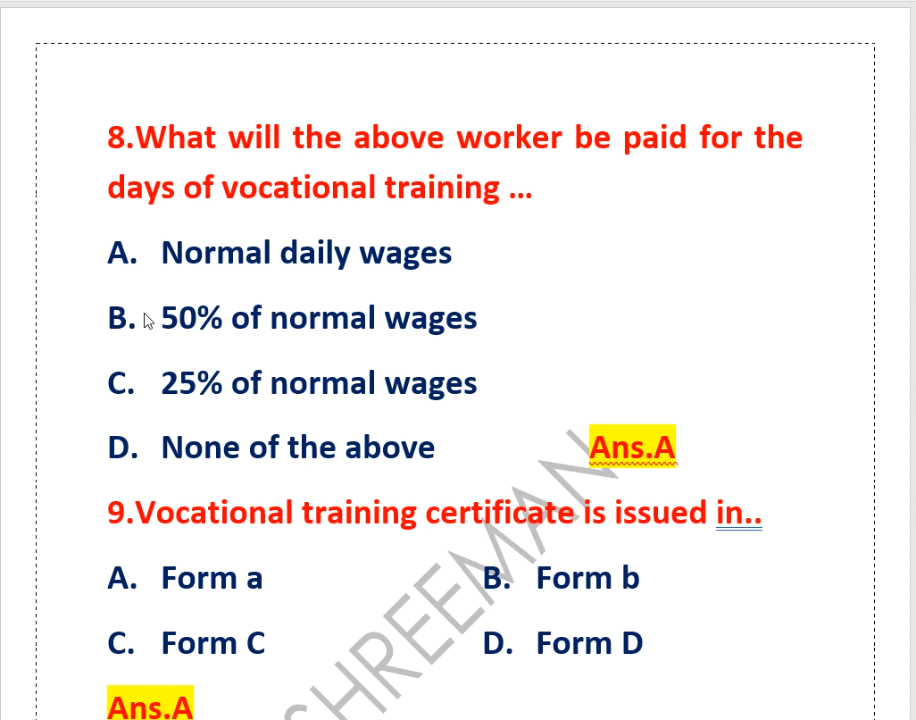 8.What will the above worker be paid for the
days of vocational training ...
A. Normal daily wages
B. 50% of normal wages
C. 25% of normal wages
D. None of the above Ans.A
9.Vocational training certificate is issued in..
A. Form a B. Form b
C. Form C D. Form D
Ans.A
SHREEMAN